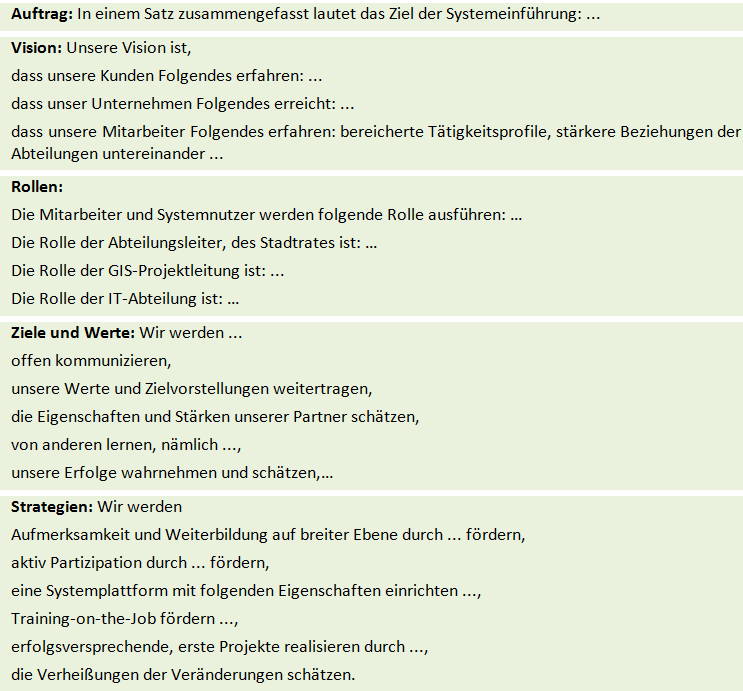 Auftrag: In einem Satz zusammengefasst lautet das Ziel der Systemeinführung: ...
Vision: Unsere Vision ist,
dass unsere Kunden Folgendes erfahren: ...
dass unser Unternehmen Folgendes erreicht: ...
dass unsere Mitarbeiter Folgendes erfahren: bereicherte Tätigkeitsprofile, stärkere Beziehungen der
Abteilungen untereinander ...
Rollen:
Die Mitarbeiter und Systemnutzer werden folgende Rolle ausführen: ...
Die Rolle der Abteilungsleiter, des Stadtrates ist: ...
Die Rolle der GIS-Projektleitung ist: ...
Die Rolle der IT-Abteilung ist: ...
Ziele und Werte: Wir werden ...
offen kommunizieren,
unsere Werte und Zielvorstellungen weitertragen,
die Eigenschaften und Stärken unserer Partner schätzen,
von anderen lernen, nämlich ...,
unsere Erfolge wahrnehmen und schätzen,...
Strategien: Wir werden
Aufmerksamkeit und Weiterbildung auf breiter Ebene durch ... fördern,
aktiv Partizipation durch ... fördern,
eine Systemplattform mit folgenden Eigenschaften einrichten ...,
Training-on-the-Job fördern ...,
erfolgsversprechende, erste Projekte realisieren durch ...,
die Verheißungen der Veränderungen schätzen.